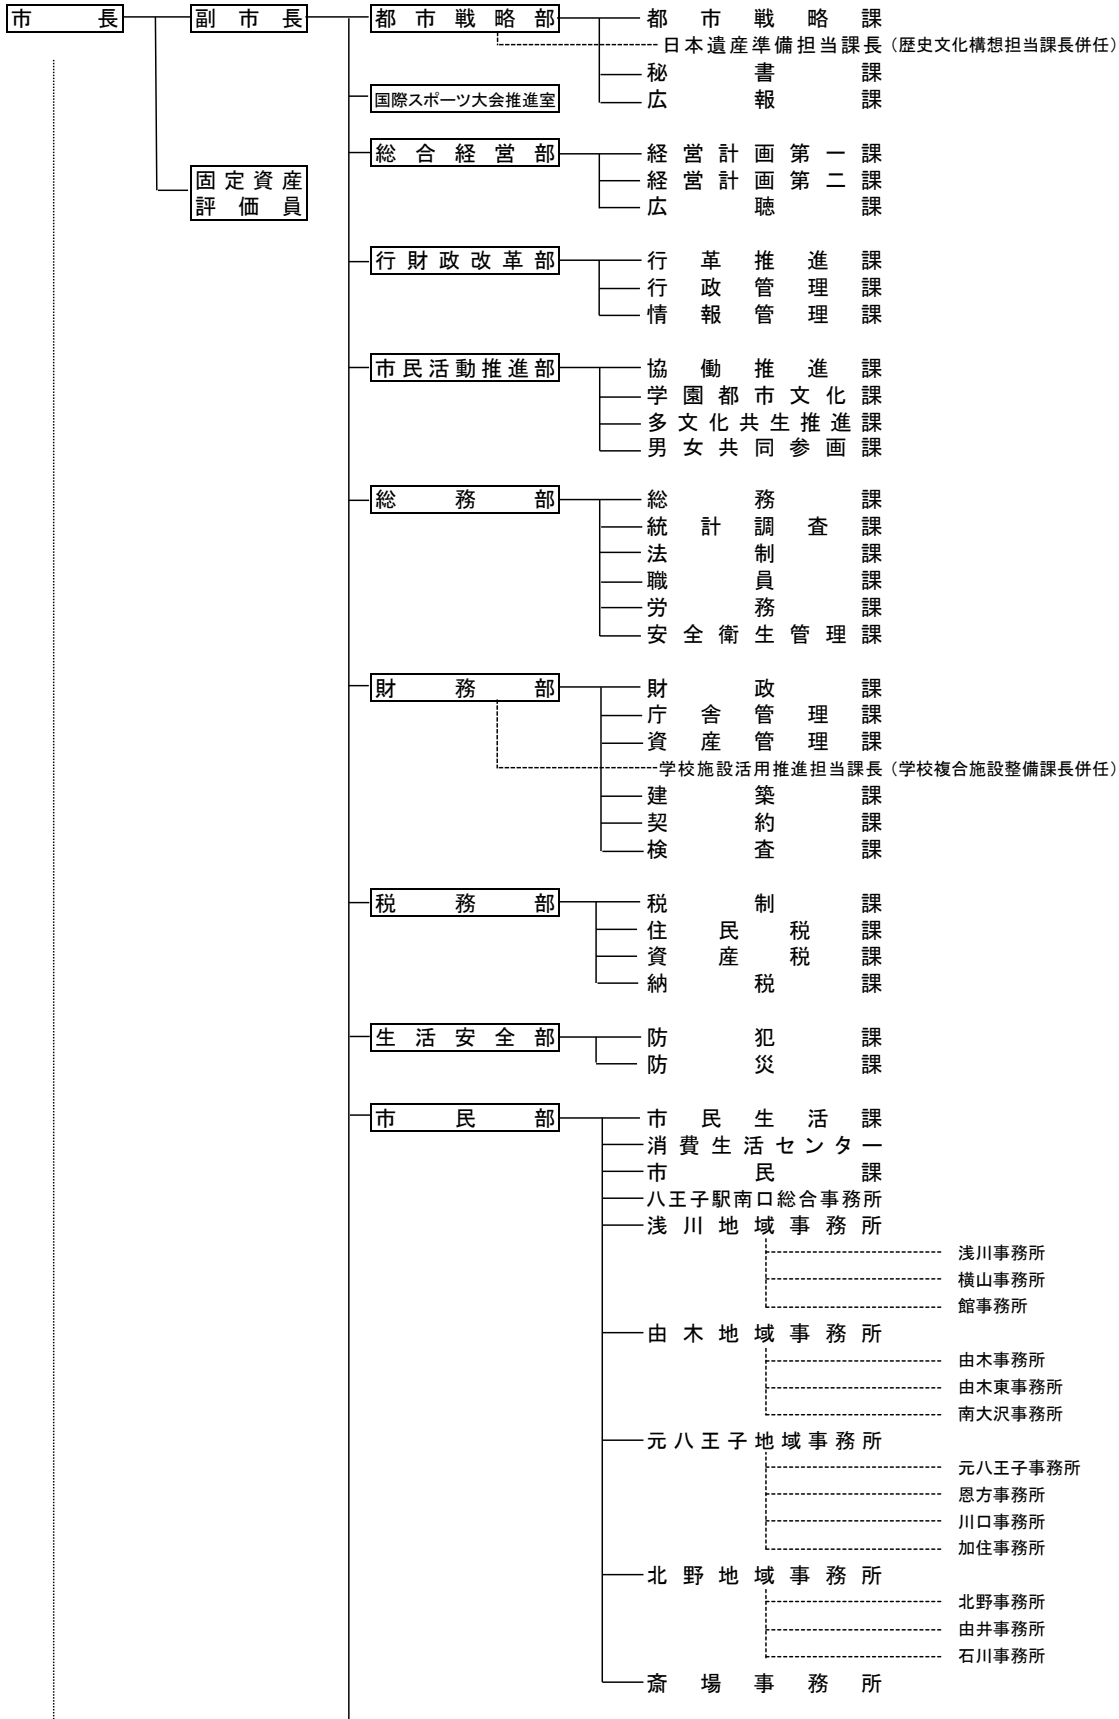 市長 副市長 都市戦略部 都市戦略課
日本遺産準備担当課長（歴史文化構想担当課長併任）
秘書課
国際スポーツ大会推進室 広報課
総合経営部 経営計画第一課
固定資産 経営計画第二課
評価員 広聴課
行財政改革部 行革推進課
行政管理課
情報管理課
市民活動推進部 協働推進課
学園都市文化課
多文化共生推進課
男女共同参画課
総務部 総務課
統計調査課
法制課
職員課
労務課
安全衛生管理課
財務部 財政課
庁舎管理課
資産管理課
学校施設活用推進担当課長（学校複合施設整備課長併任）
建築課
契約課
検査課
税務部 税制課
住民税課
資産税課
納税課
生活安全部 防犯課
防災課
市民部 市民生活課
消費生活センター
市民課
八王子駅南口総合事務所
浅川地域事務所
浅川事務所
横山事務所
館事務所
由木地域事務所
由木事務所
由木東事務所
南大沢事務所
元八王子地域事務所
元八王子事務所
恩方事務所
川口事務所
加住事務所
北野地域事務所
北野事務所
由井事務所
石川事務所
斎場事務所